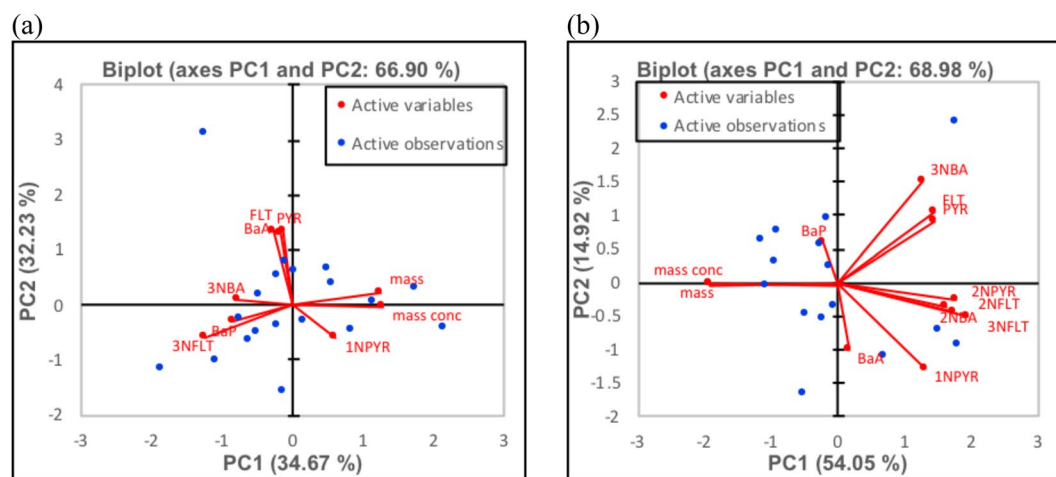 (a)
Biplot (axes PC1 and PC2: 66.90 %)
Active variables
Active observations
4
3
2
1
0
-1
-2
PC2 (32.23 %)
FLT
PYR
BaA
mass
3NBA
mass conc
BaP
3NFLT
1NPYR
-3
-2
-1
0
1
2
3
PC1 (34.67 %)
(b)
Biplot (axes PC1 and PC2: 68.98 %)
Active variables
Active observations
3
2.5
2
1.5
1
0.5
0
-0.5
-1
-1.5
-2
PC2 (14.92 %)
3NBA
FLT
PYR
BaP
mass conc
mass
2NPYR
2NFLT
2NBA
3NFLT
BaA
1NPYR
-3
-2
-1
0
1
2
3
PC1 (54.05 %)